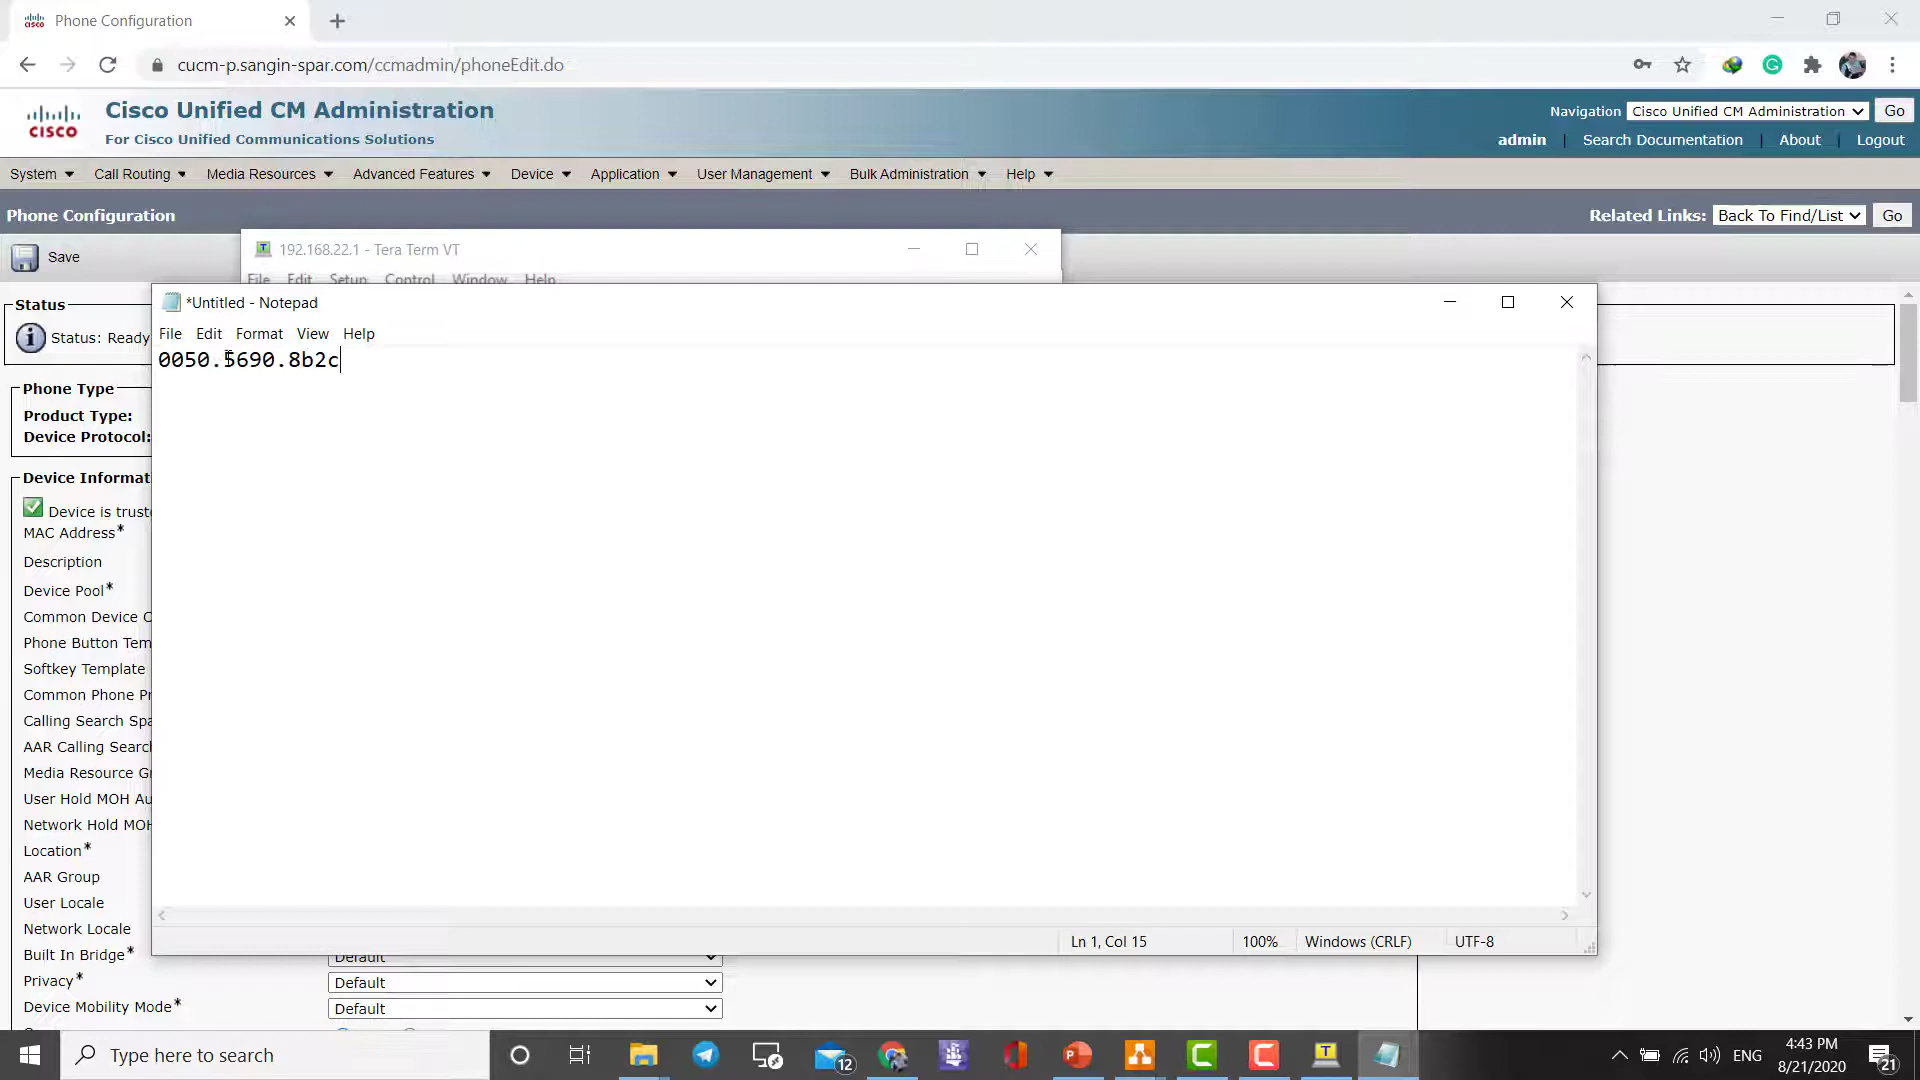 Phone Configuration
cucm-p.sangin-spar.com/ccmadmin/phoneEdit.do
Cisco Unified CM Administration
For Cisco Unified Communications Solutions
CISCO
Navigation Cisco Unified CM Administration Go
admin | Search Documentation | About | Logout
System Call Routing Media Resources Advanced Features Device Application User Management Bulk Administration Help
Phone Configuration
Related Links: Back To Find/List Go
Save
192.168.22.1 - Tera Term VT
File Edit Setup Control Window Help
*Untitled - Notepad
File Edit Format View Help
0050.5690.8b2c
Status
Status: Ready
Phone Type
Product Type:
Device Protocol:
Device Informat
Device is trust
MAC Address*
Description
Device Pool*
Common Device C
Phone Button Tem
Softkey Template
Common Phone Pr
Calling Search Spa
AAR Calling Search
Media Resource Gr
User Hold MOH Au
Network Hold MOH
Location*
AAR Group
User Locale
Network Locale
Built In Bridge* Default
Privacy* Default
Device Mobility Mode* Default
Ln 1, Col 15 100% Windows (CRLF) UTF-8
Type here to search
12
ENG
4:43 PM
8/21/2020
21